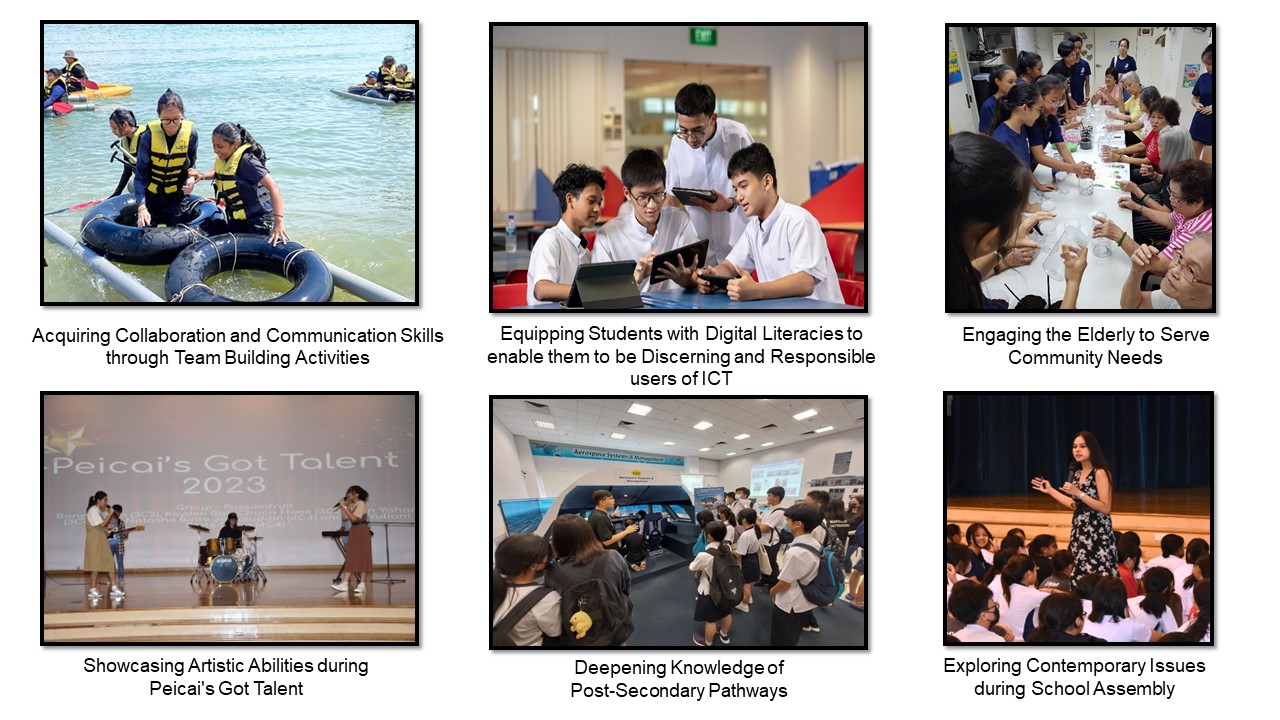 EXIT
Acquiring Collaboration and Communication Skills
through Team Building Activities
Equipping Students with Digital Literacies to
enable them to be Discerning and Responsible
users of ICT
Engaging the Elderly to Serve
Community Needs
Peicai's Got Talent
2023
Aerospace Systems & Management
Showcasing Artistic Abilities during
Peicai's Got Talent
Deepening Knowledge of
Post-Secondary Pathways
Exploring Contemporary Issues
during School Assembly